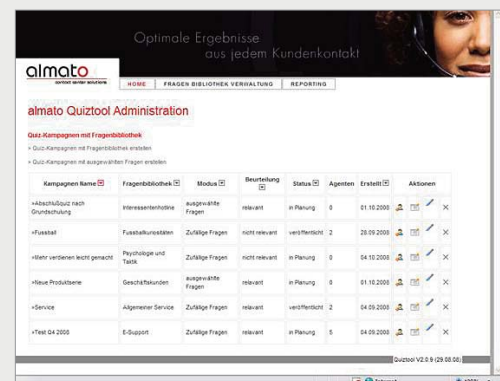 Optimale Ergebnisse
aus jedem Kundenkontakt
almato
contact center solutions
HOME FRAGEN BIBLIOTHEK VERWALTUNG REPORTING
almato Quiztool Administration
Quiz-Kampagnen mit Fragenbibliothek
» Quiz-Kampagnen mit Fragenbibliothek erstellen
» Quiz-Kampagnen mit ausgewählten Fragen erstellen
Kampagnen Name Fragenbibliothek Modus Beurteilung Status Agenten Erstellt Aktionen
»Abschlußquiz nach Grundschulung Interessentenhotline ausgewählte Fragen relavant in Planung 0 01.10.2008
»Fussball Fussballkuriositäten Zufällige Fragen nicht relevant veröffentlicht 2 28.09.2008
»Mehr verdienen leicht gemacht Psychologie und Taktik Zufällige Fragen nicht relevant in Planung 0 04.10.2008
»Neue Produktserie Geschäftskunden ausgewählte Fragen relavant in Planung 0 01.10.2008
»Service Allgemeiner Service Zufällige Fragen relavant veröffentlicht 2 04.09.2008
»Test Q4 2008 E-Support Zufällige Fragen relavant in Planung 5 04.09.2008
Quiztool V2.0.9 (29.08.08)